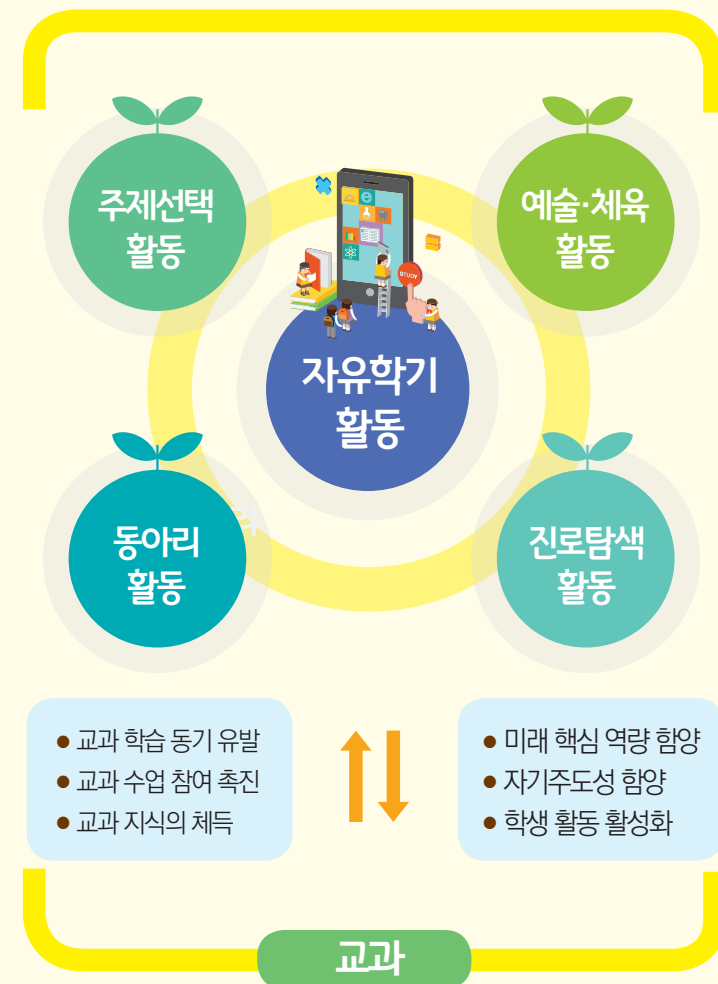 주제선택
활동
예술·체육
활동
STUDY
자유학기
활동
동아리
활동
진로탐색
활동
● 교과 학습 동기 유발
● 교과 수업 참여 촉진
● 교과 지식의 체득
● 미래 핵심 역량 함양
● 자기주도성 함양
● 학생 활동 활성화
교과